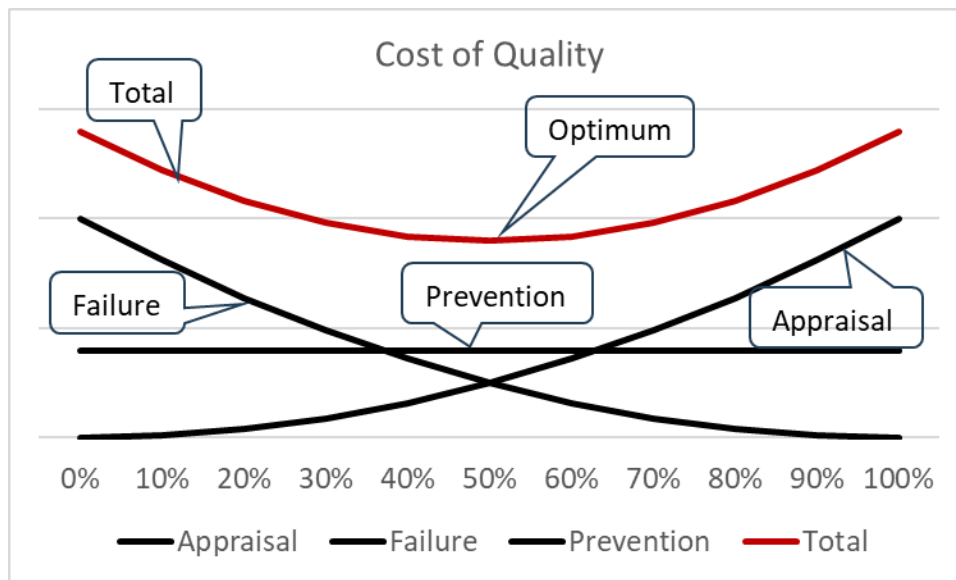 Cost of Quality
Total
Optimum
Failure
Prevention
Appraisal
0% 10% 20% 30% 40% 50% 60% 70% 80% 90% 100%
Appraisal Failure Prevention Total